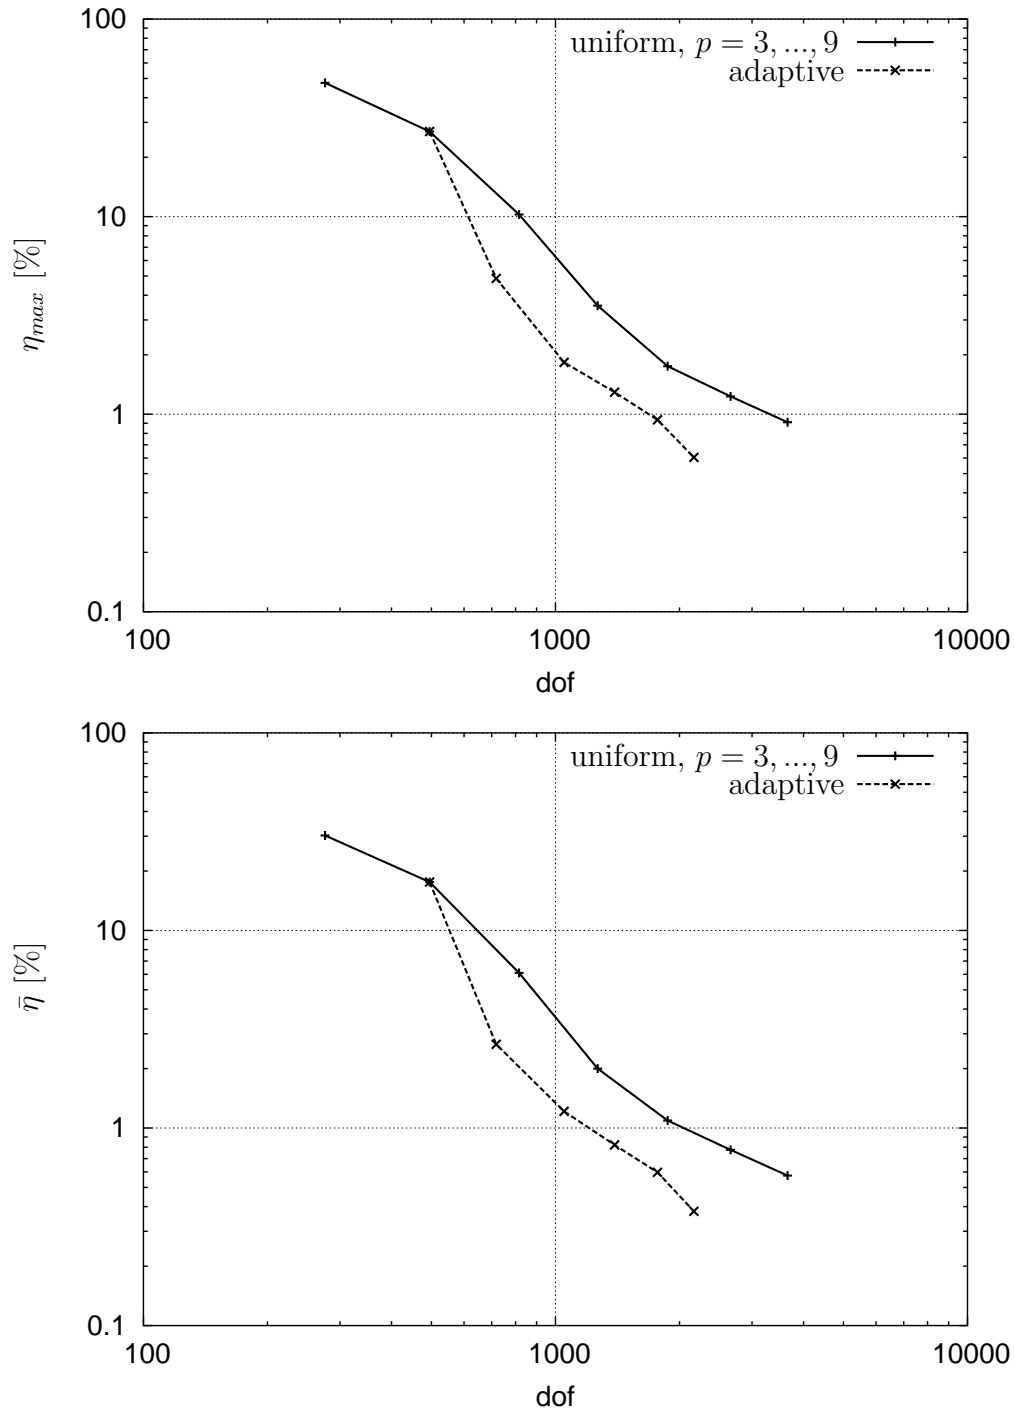 100
uniform, p = 3, ..., 9
adaptive
10
η_max [%]
1
0.1
100 1000 10000
dof
100
uniform, p = 3, ..., 9
adaptive
10
η̄ [%]
1
0.1
100 1000 10000
dof